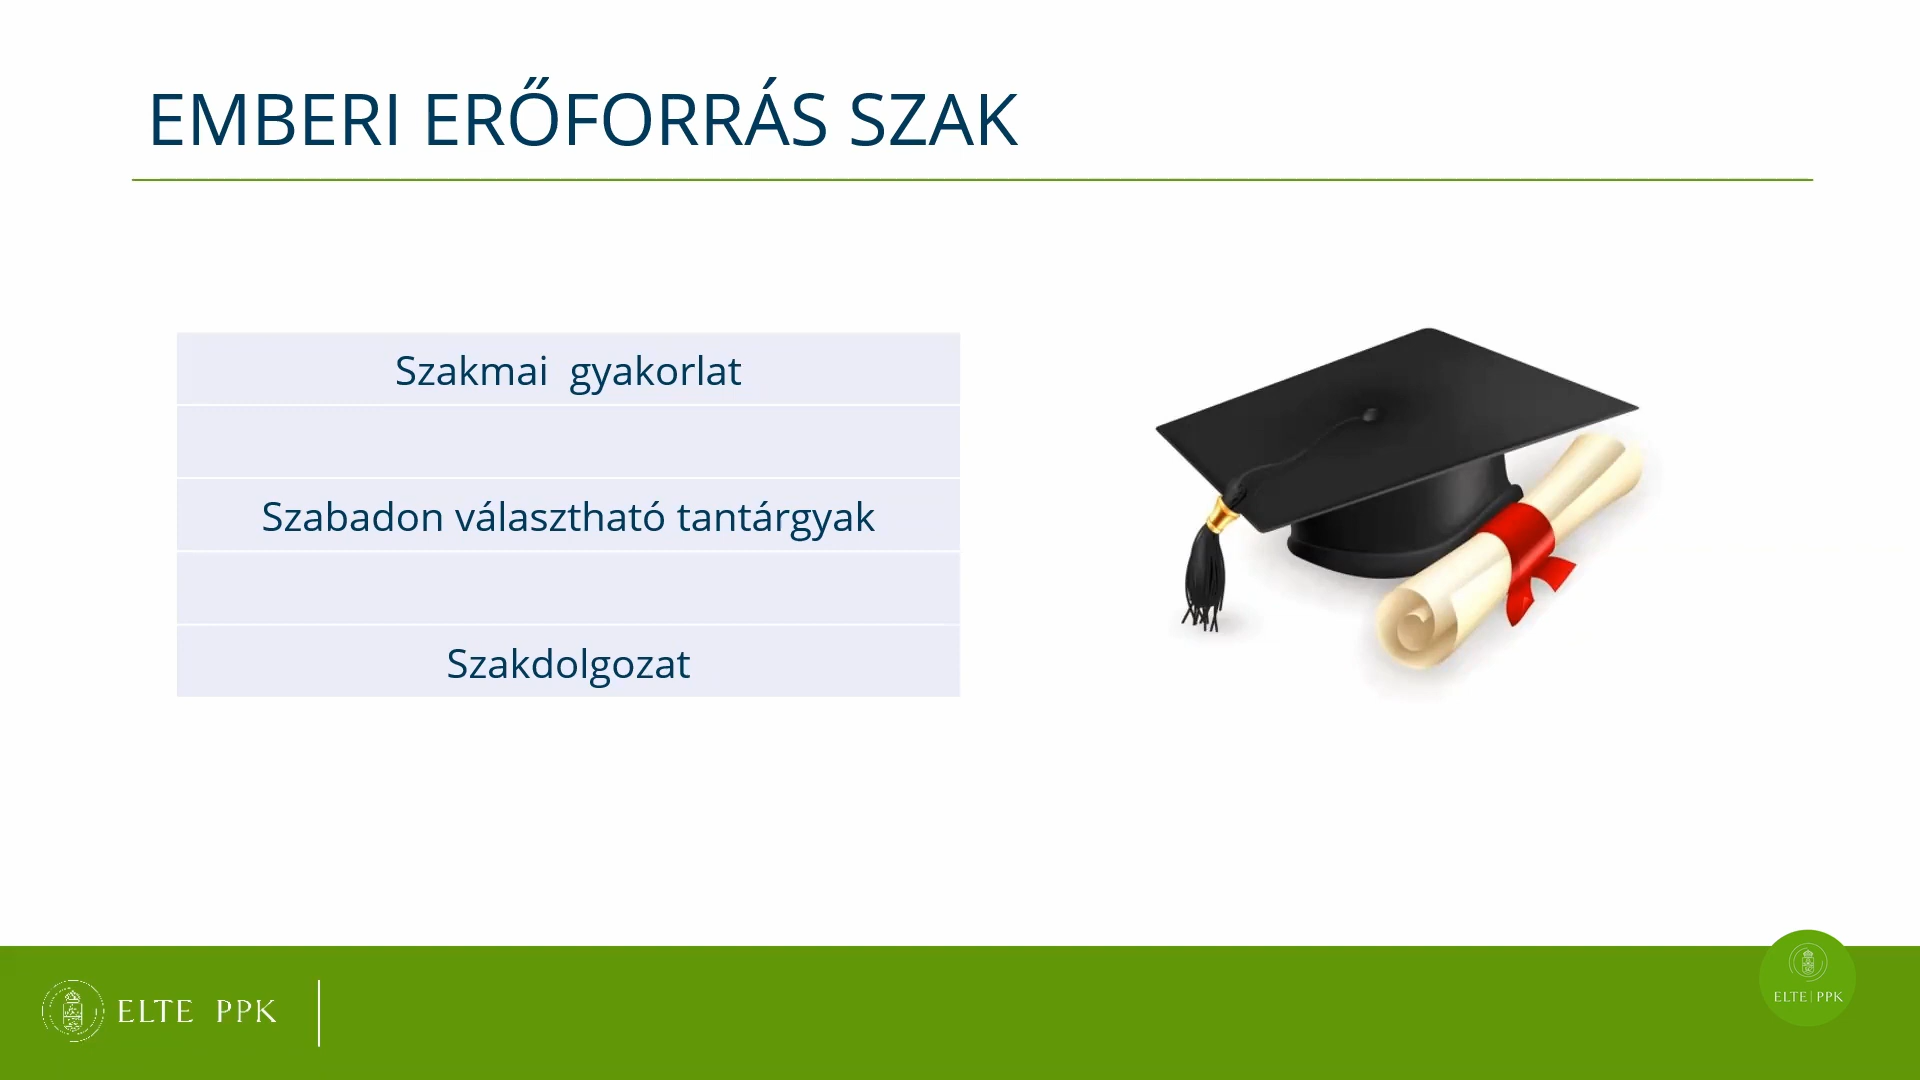 EMBERI ERŐFORRÁS SZAK
Szakmai gyakorlat
Szabadon választható tantárgyak
Szakdolgozat
ELTE PPK
ELTE | PPK